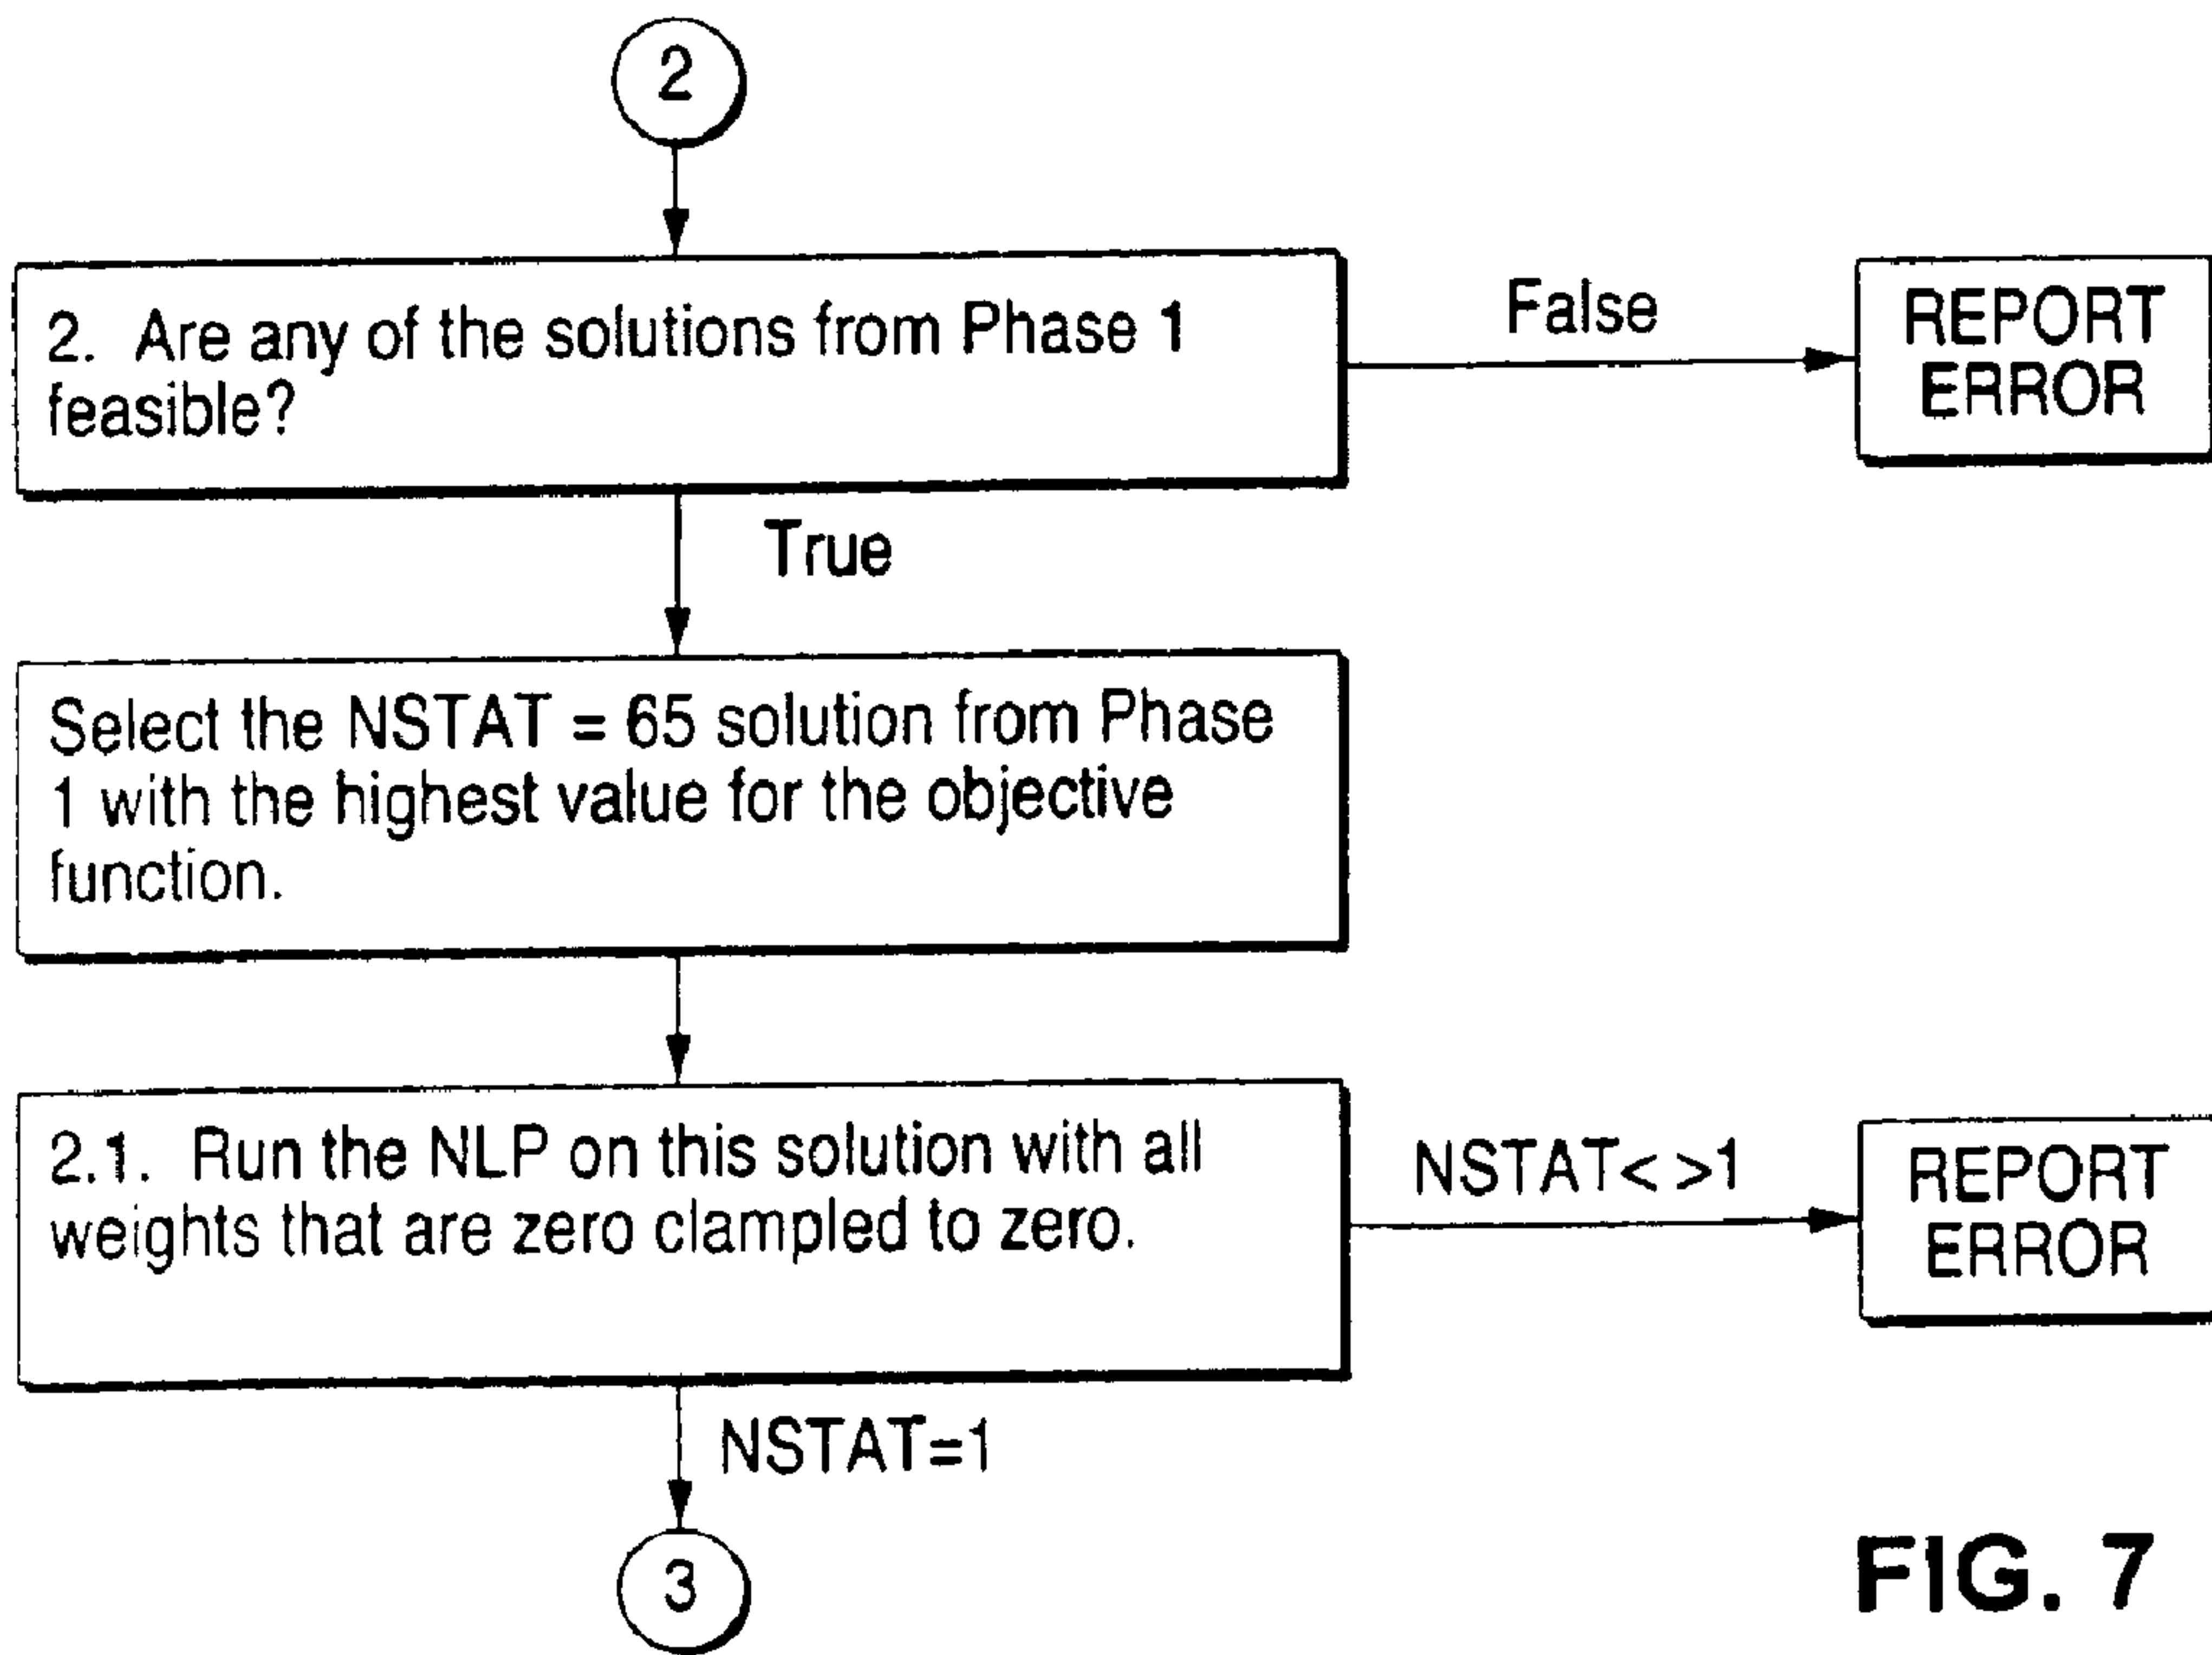 2
2. Are any of the solutions from Phase 1
feasible?
False
REPORT
ERROR
True
Select the NSTAT = 65 solution from Phase
1 with the highest value for the objective
function.
2.1. Run the NLP on this solution with all
weights that are zero clampled to zero.
NSTAT< >1
REPORT
ERROR
NSTAT=1
3
FIG. 7